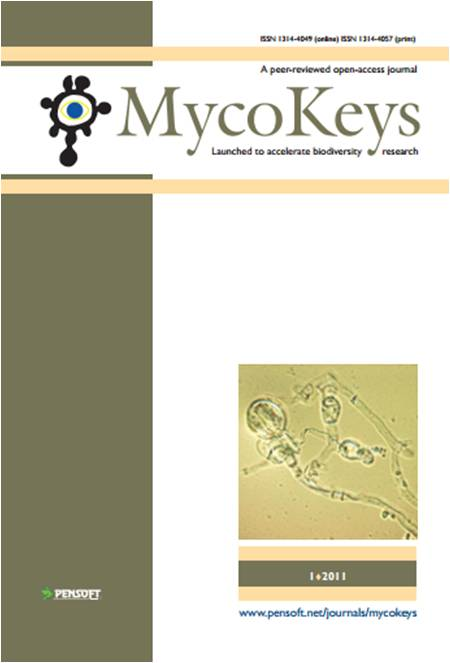 ISSN 1314-4049 (online) ISSN 1314-4057 (print)
A peer-reviewed open-access journal
MycoKeys
Launched to accelerate biodiversity research
PENSOFT
1♦2011
www.pensoft.net/journals/mycokeys